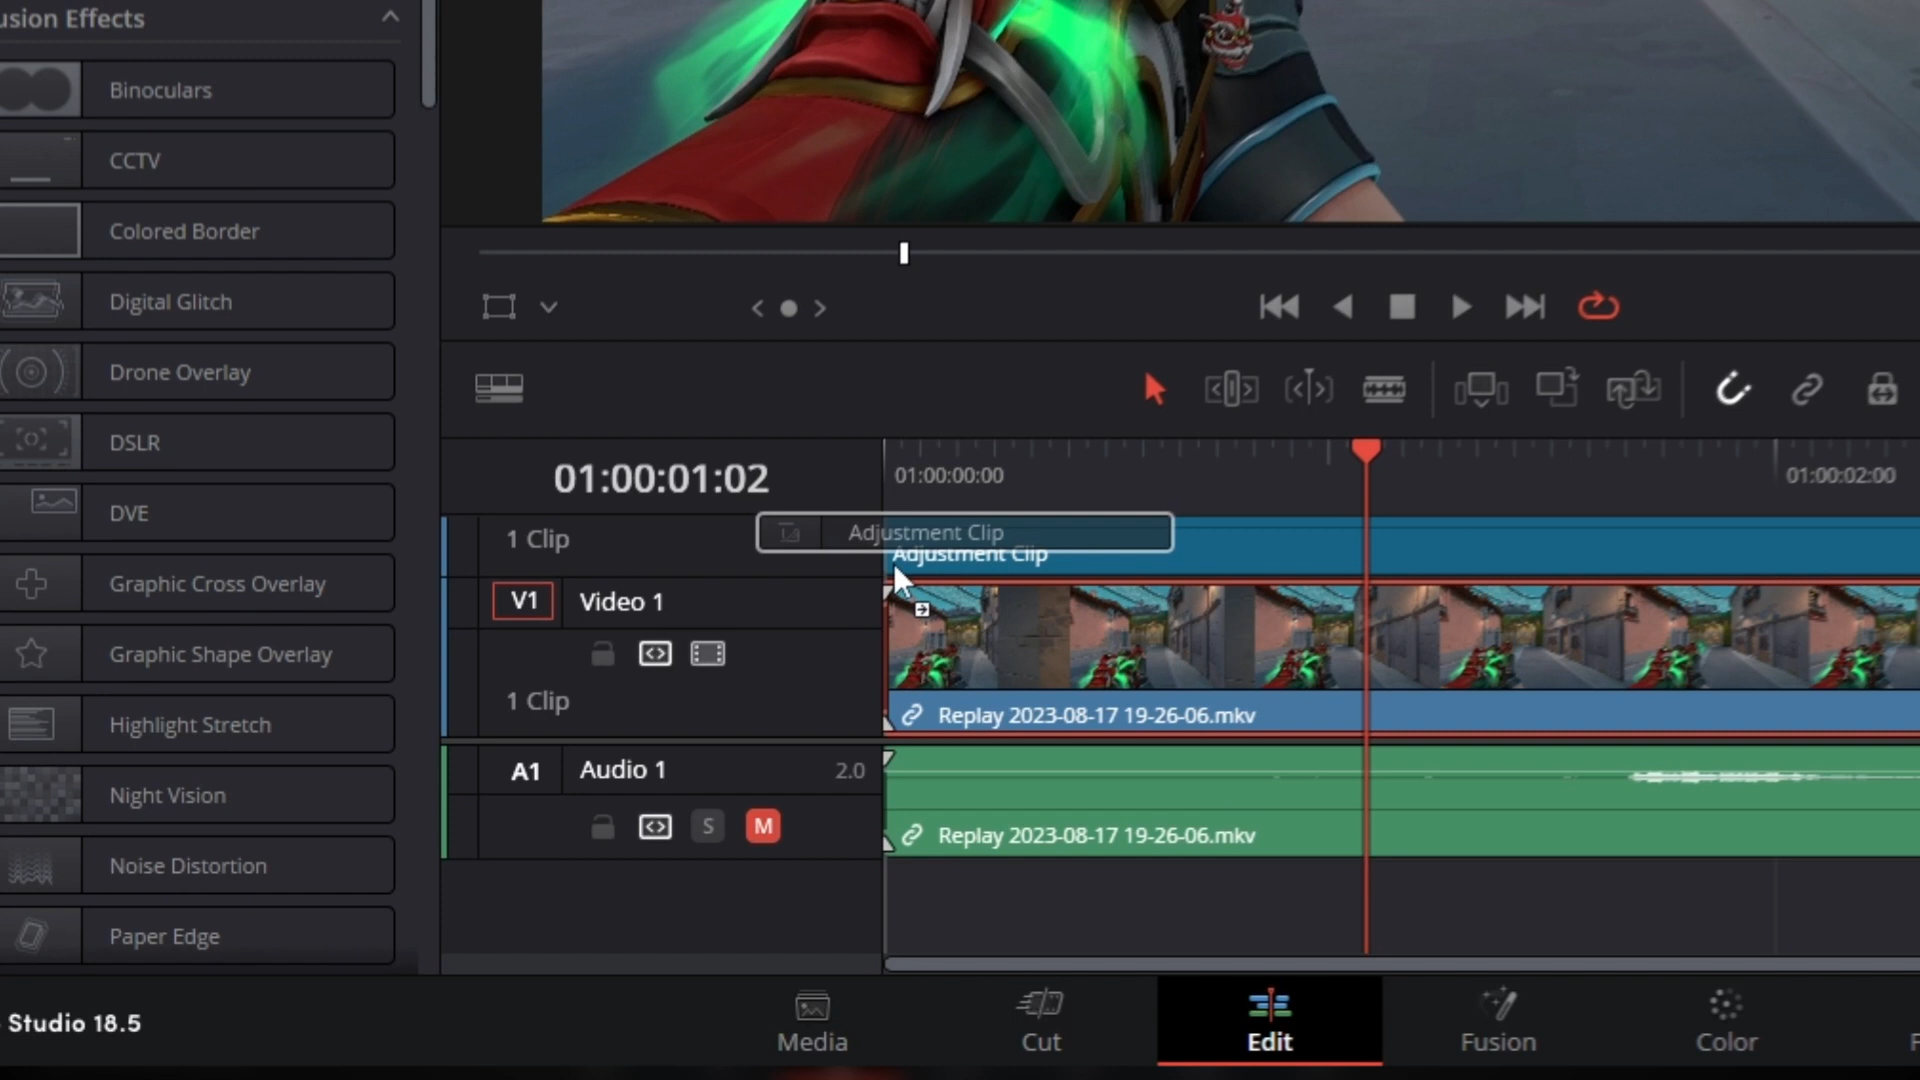 usion Effects
Binoculars
CCTV
Colored Border
Digital Glitch
Drone Overlay
DSLR
DVE
Graphic Cross Overlay
Graphic Shape Overlay
Highlight Stretch
Night Vision
Noise Distortion
Paper Edge
01:00:01:02
01:00:00:00
01:00:02:00
1 Clip
Adjustment Clip
Adjustment Clip
V1 Video 1
1 Clip
Replay 2023-08-17 19-26-06.mkv
A1 Audio 1 2.0
S M
Replay 2023-08-17 19-26-06.mkv
Studio 18.5
Media
Cut
Edit
Fusion
Color
F